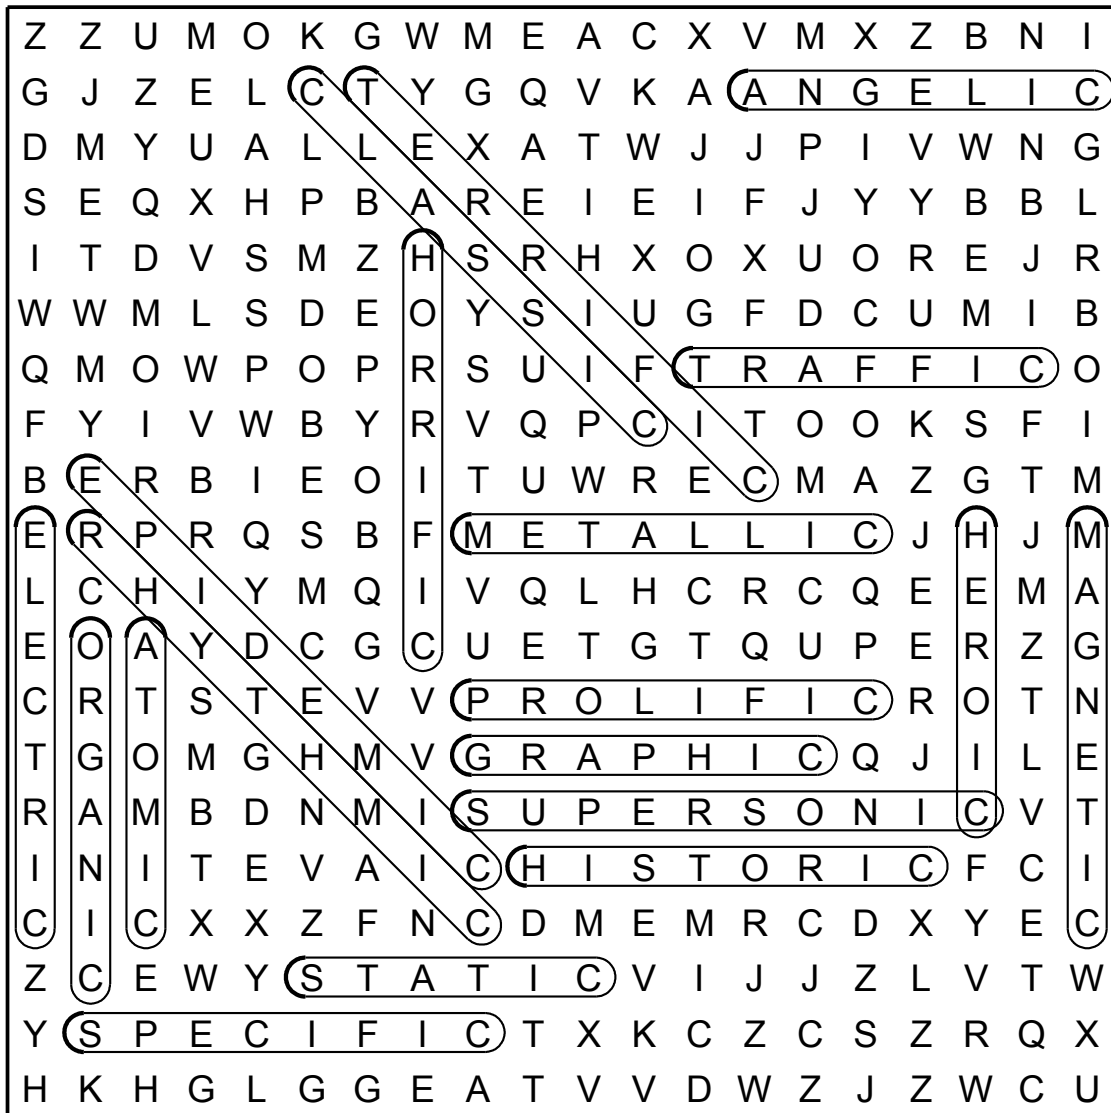 Z Z U M O K G W M E A C X V M X Z B N I
G J Z E L C T Y G Q V K A A N G E L I C
D M Y U A L L E X A T W J J P I V W N G
S E Q X H P B A R E I E I F J Y Y B B L
I T D V S M Z H S R H X O X U O R E J R
W W M L S D E O Y S I U G F D C U M I B
Q M O W P O P R S U I F T R A F F I C O
F Y I V W B Y R V Q P C I T O O K S F I
B E R B I E O I T U W R E C M A Z G T M
E R P R Q S B F M E T A L L I C J H J M
L C H I Y M Q I V Q L H C R C Q E E M A
E O A Y D C G C U E T G T Q U P E R Z G
C R T S T E V V P R O L I F I C R O T N
T G O M G H M V G R A P H I C Q J I L E
R A M B D N M I S U P E R S O N I C V T
I N I T E V A I C H I S T O R I C F C I
C I C X X Z F N C D M E M R C D X Y E C
Z C E W Y S T A T I C V I J J Z L V T W
Y S P E C I F I C T X K C Z C S Z R Q X
H K H G L G G E A T V V D W Z J Z W C U